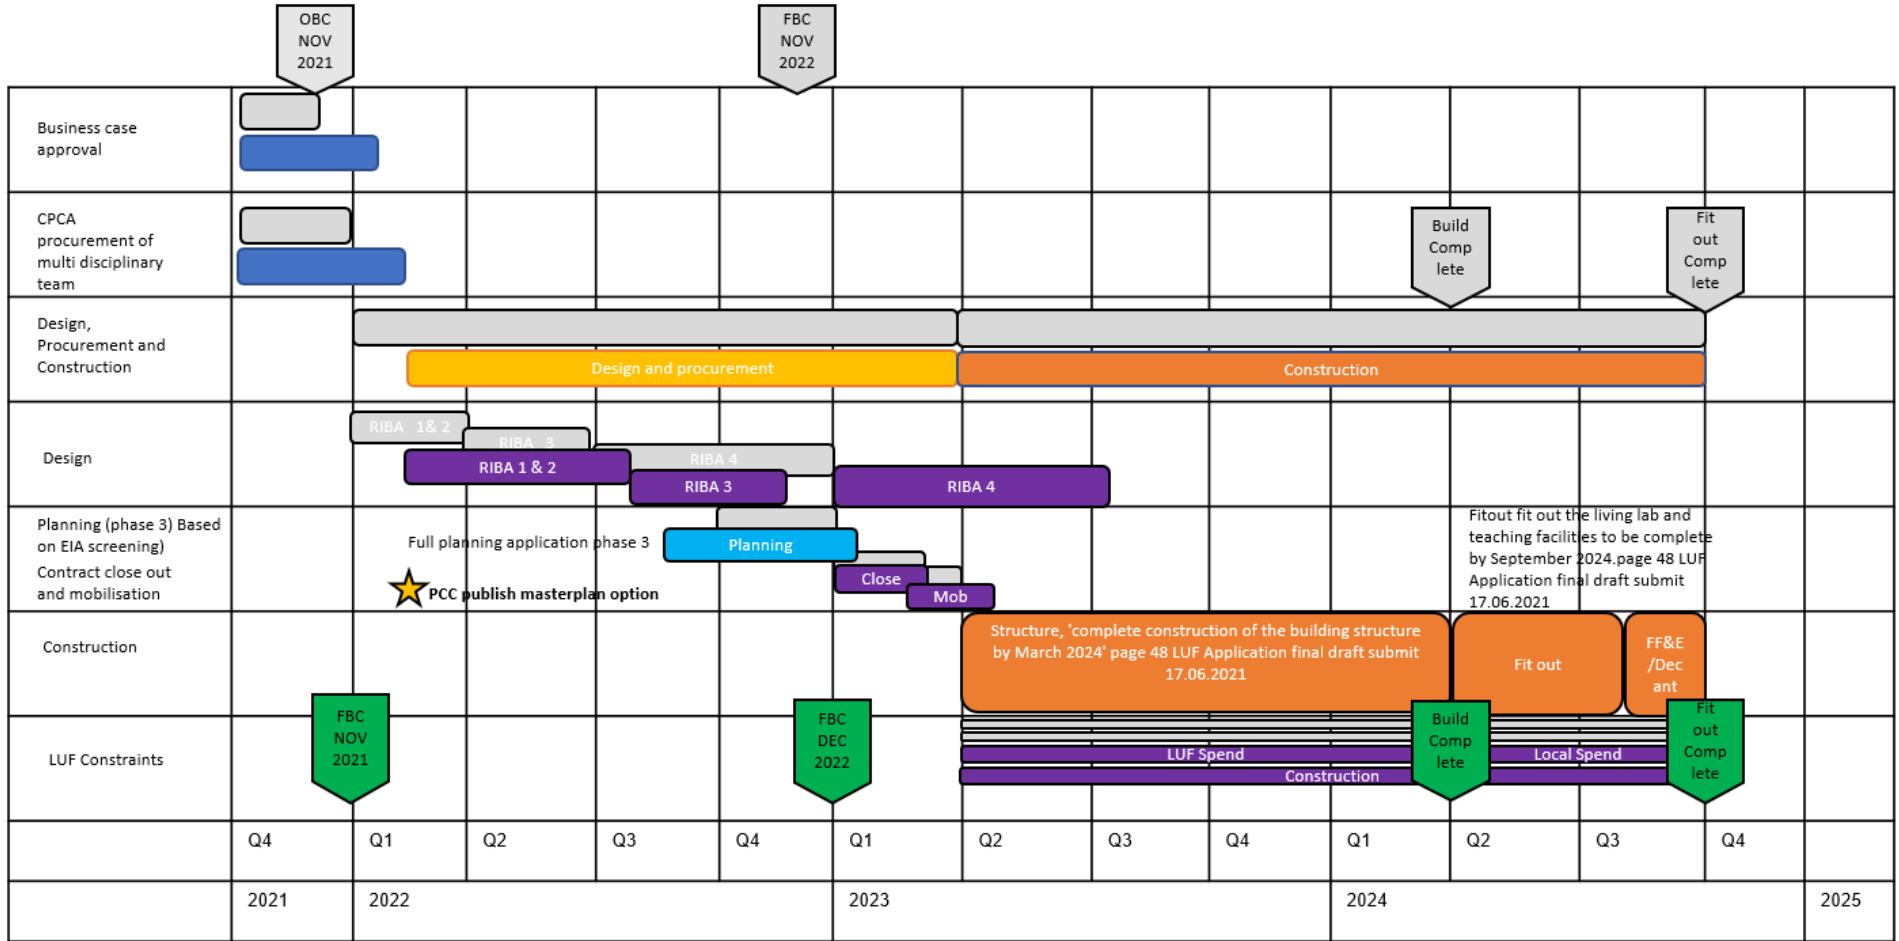 OBC
NOV
2021
FBC
NOV
2022
Business case
approval
CPCA
procurement of
multi disciplinary
team
Build
Comp
lete
Fit
out
Comp
lete
Design,
Procurement and
Construction
Design and procurement
Construction
Design
RIBA 1& 2
RIBA 3
RIBA 4
RIBA 1 & 2
RIBA 3
RIBA 4
Planning (phase 3) Based
on EIA screening)
Contract close out
and mobilisation
Full planning application phase 3
Planning
Close
Mob
PCC publish masterplan option
Fitout fit out the living lab and
teaching facilities to be complete
by September 2024.page 48 LUF
Application final draft submit
17.06.2021
Construction
Structure, 'complete construction of the building structure
by March 2024' page 48 LUF Application final draft submit
17.06.2021
Fit out
FF&E
/Dec
ant
LUF Constraints
FBC
NOV
2021
FBC
DEC
2022
LUF Spend
Local Spend
Construction
Build
Comp
lete
Fit
out
Comp
lete
Q4 Q1 Q2 Q3 Q4 Q1 Q2 Q3 Q4 Q1 Q2 Q3 Q4
2021 2022 2023 2024 2025